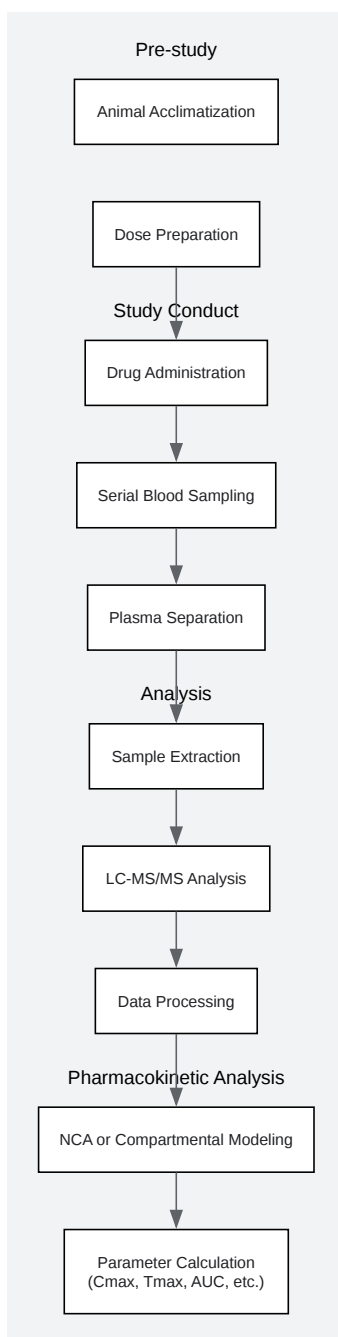 Pre-study
Animal Acclimatization
Dose Preparation
Study Conduct
Drug Administration
Serial Blood Sampling
Plasma Separation
Analysis
Sample Extraction
LC-MS/MS Analysis
Data Processing
Pharmacokinetic Analysis
NCA or Compartmental Modeling
Parameter Calculation
(Cmax, Tmax, AUC, etc.)